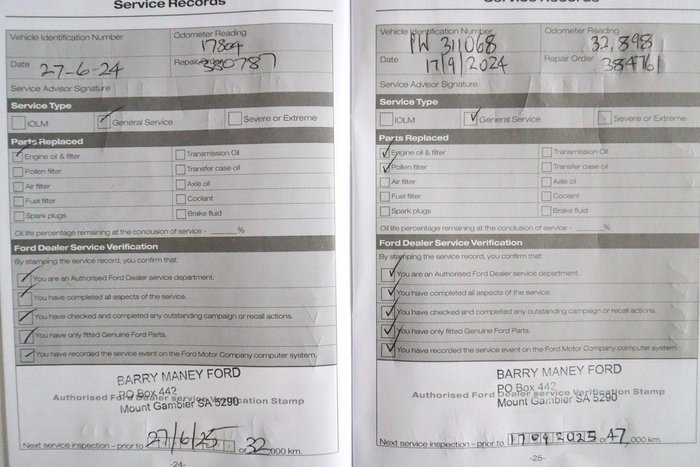 Service Records
Vehicle Identification Number
Odometer Reading
17804
Date 27-6-24
Repair Order 380787
Service Advisor Signature
Service Type
IOLM General Service Severe or Extreme
Parts Replaced
Engine oil & filter Transmission Oil
Pollen filter Transfer case oil
Air filter Axle oil
Fuel filter Coolant
Spark plugs Brake fluid
Oil life percentage remaining at the conclusion of service - ______%
Ford Dealer Service Verification
By stamping the service record, you confirm that:
You are an Authorised Ford Dealer service department.
You have completed all aspects of the service.
You have checked and completed any outstanding campaign or recall actions.
You have only fitted Genuine Ford Parts.
You have recorded the service event on the Ford Motor Company computer system.
BARRY MANEY FORD
PO Box 442
Authorised Ford Dealer service Verification Stamp
Mount Gambier SA 5290
Next service inspection - prior to 27/6/25 or 32,000 km.
-24-
Service Records
Vehicle Identification Number
PW 311068
Odometer Reading
32,898
Date 17/9/2024
Repair Order 384761
Service Advisor Signature
Service Type
IOLM General Service Severe or Extreme
Parts Replaced
Engine oil & filter Transmission Oil
Pollen filter Transfer case oil
Air filter Axle oil
Fuel filter Coolant
Spark plugs Brake fluid
Oil life percentage remaining at the conclusion of service - ______%
Ford Dealer Service Verification
By stamping the service record, you confirm that:
You are an Authorised Ford Dealer service department.
You have completed all aspects of the service.
You have checked and completed any outstanding campaign or recall actions.
You have only fitted Genuine Ford Parts.
You have recorded the service event on the Ford Motor Company computer system.
BARRY MANEY FORD
PO Box 442
Authorised Ford Dealer service Verification Stamp
Mount Gambier SA 5290
Next service inspection - prior to 17 09 2025 or 47,000 km.
-25-